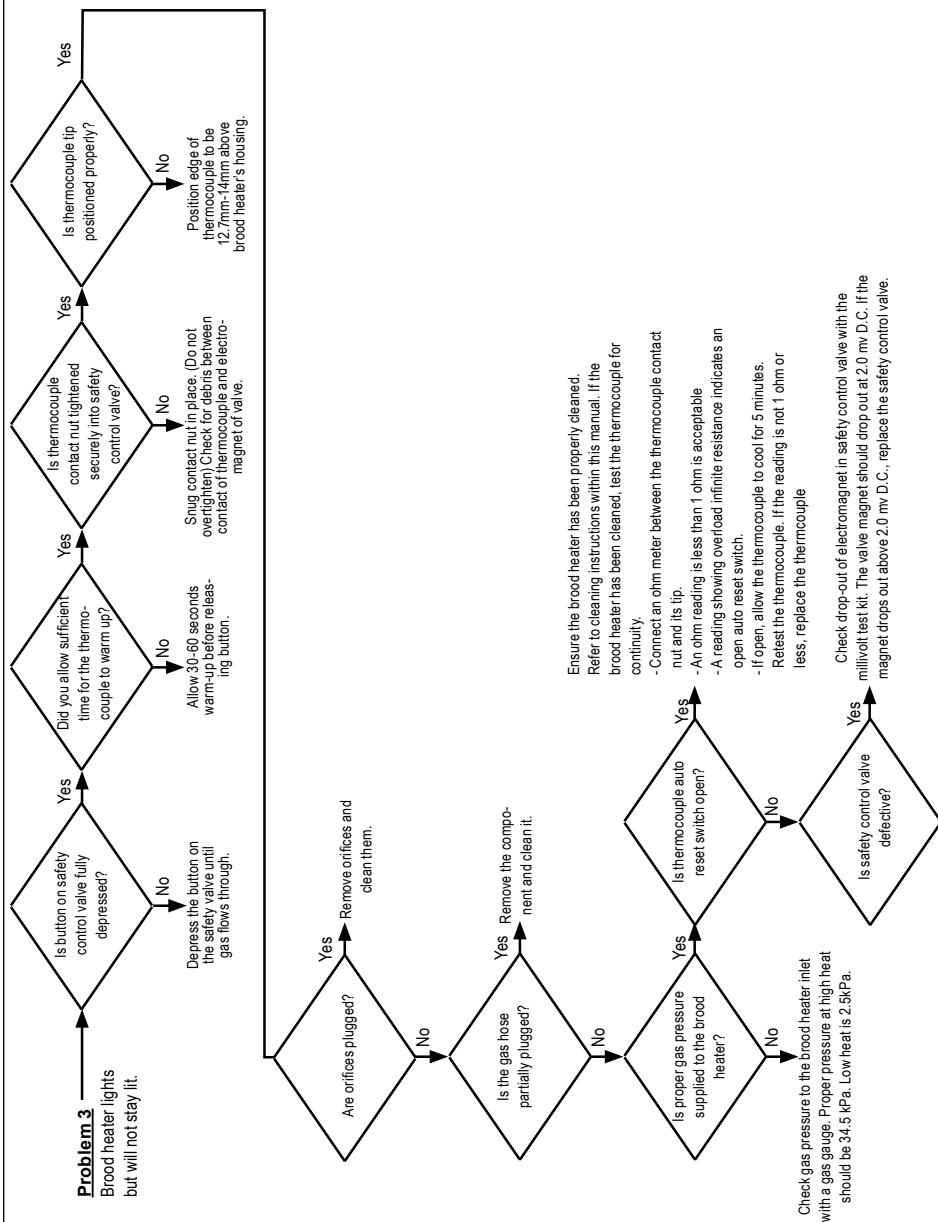 Problem 3
Brood heater lights
but will not stay lit.
Is button on safety
control valve fully
depressed?
Yes
No
Depress the button on
the safety valve until
gas flows through.
Did you allow sufficient
time for the thermo-
couple to warm up?
Yes
No
Allow 30-60 seconds
warm-up before releas-
ing button.
Is thermocouple
contact nut tightened
securely into safety
control valve?
Yes
No
Snug contact nut in place. (Do not
overtighten) Check for debris between
contact of thermocouple and electro-
magnet of valve.
Is thermocouple tip
positioned properly?
Yes
No
Position edge of
thermocouple to be
12.7mm-14mm above
brood heater's housing.
Are orifices plugged?
Yes
Remove orifices and
clean them.
No
Is the gas hose
partially plugged?
Yes
Remove the compo-
nent and clean it.
No
Is proper gas pressure
supplied to the brood
heater?
Yes
No
Check gas pressure to the brood heater inlet
with a gas gauge. Proper pressure at high heat
should be 34.5 kPa. Low heat is 2.5kPa.
Is thermocouple auto
reset switch open?
Yes
Ensure the brood heater has been properly cleaned.
Refer to cleaning instructions within this manual. If the
brood heater has been cleaned, test the thermocouple for
continuity.
- Connect an ohm meter between the thermocouple contact
nut and its tip.
- An ohm reading is less than 1 ohm is acceptable
- A reading showing overload infinite resistance indicates an
open auto reset switch.
- If open, allow the thermocouple to cool for 5 minutes.
Retest the thermocouple. If the reading is not 1 ohm or
less, replace the thermcouple
No
Is safety control valve
defective?
Yes
Check drop-out of electromagnet in safety control valve with the
millivolt test kit. The valve magnet should drop out at 2.0 mv D.C. If the
magnet drops out above 2.0 mv D.C., replace the safety control valve.